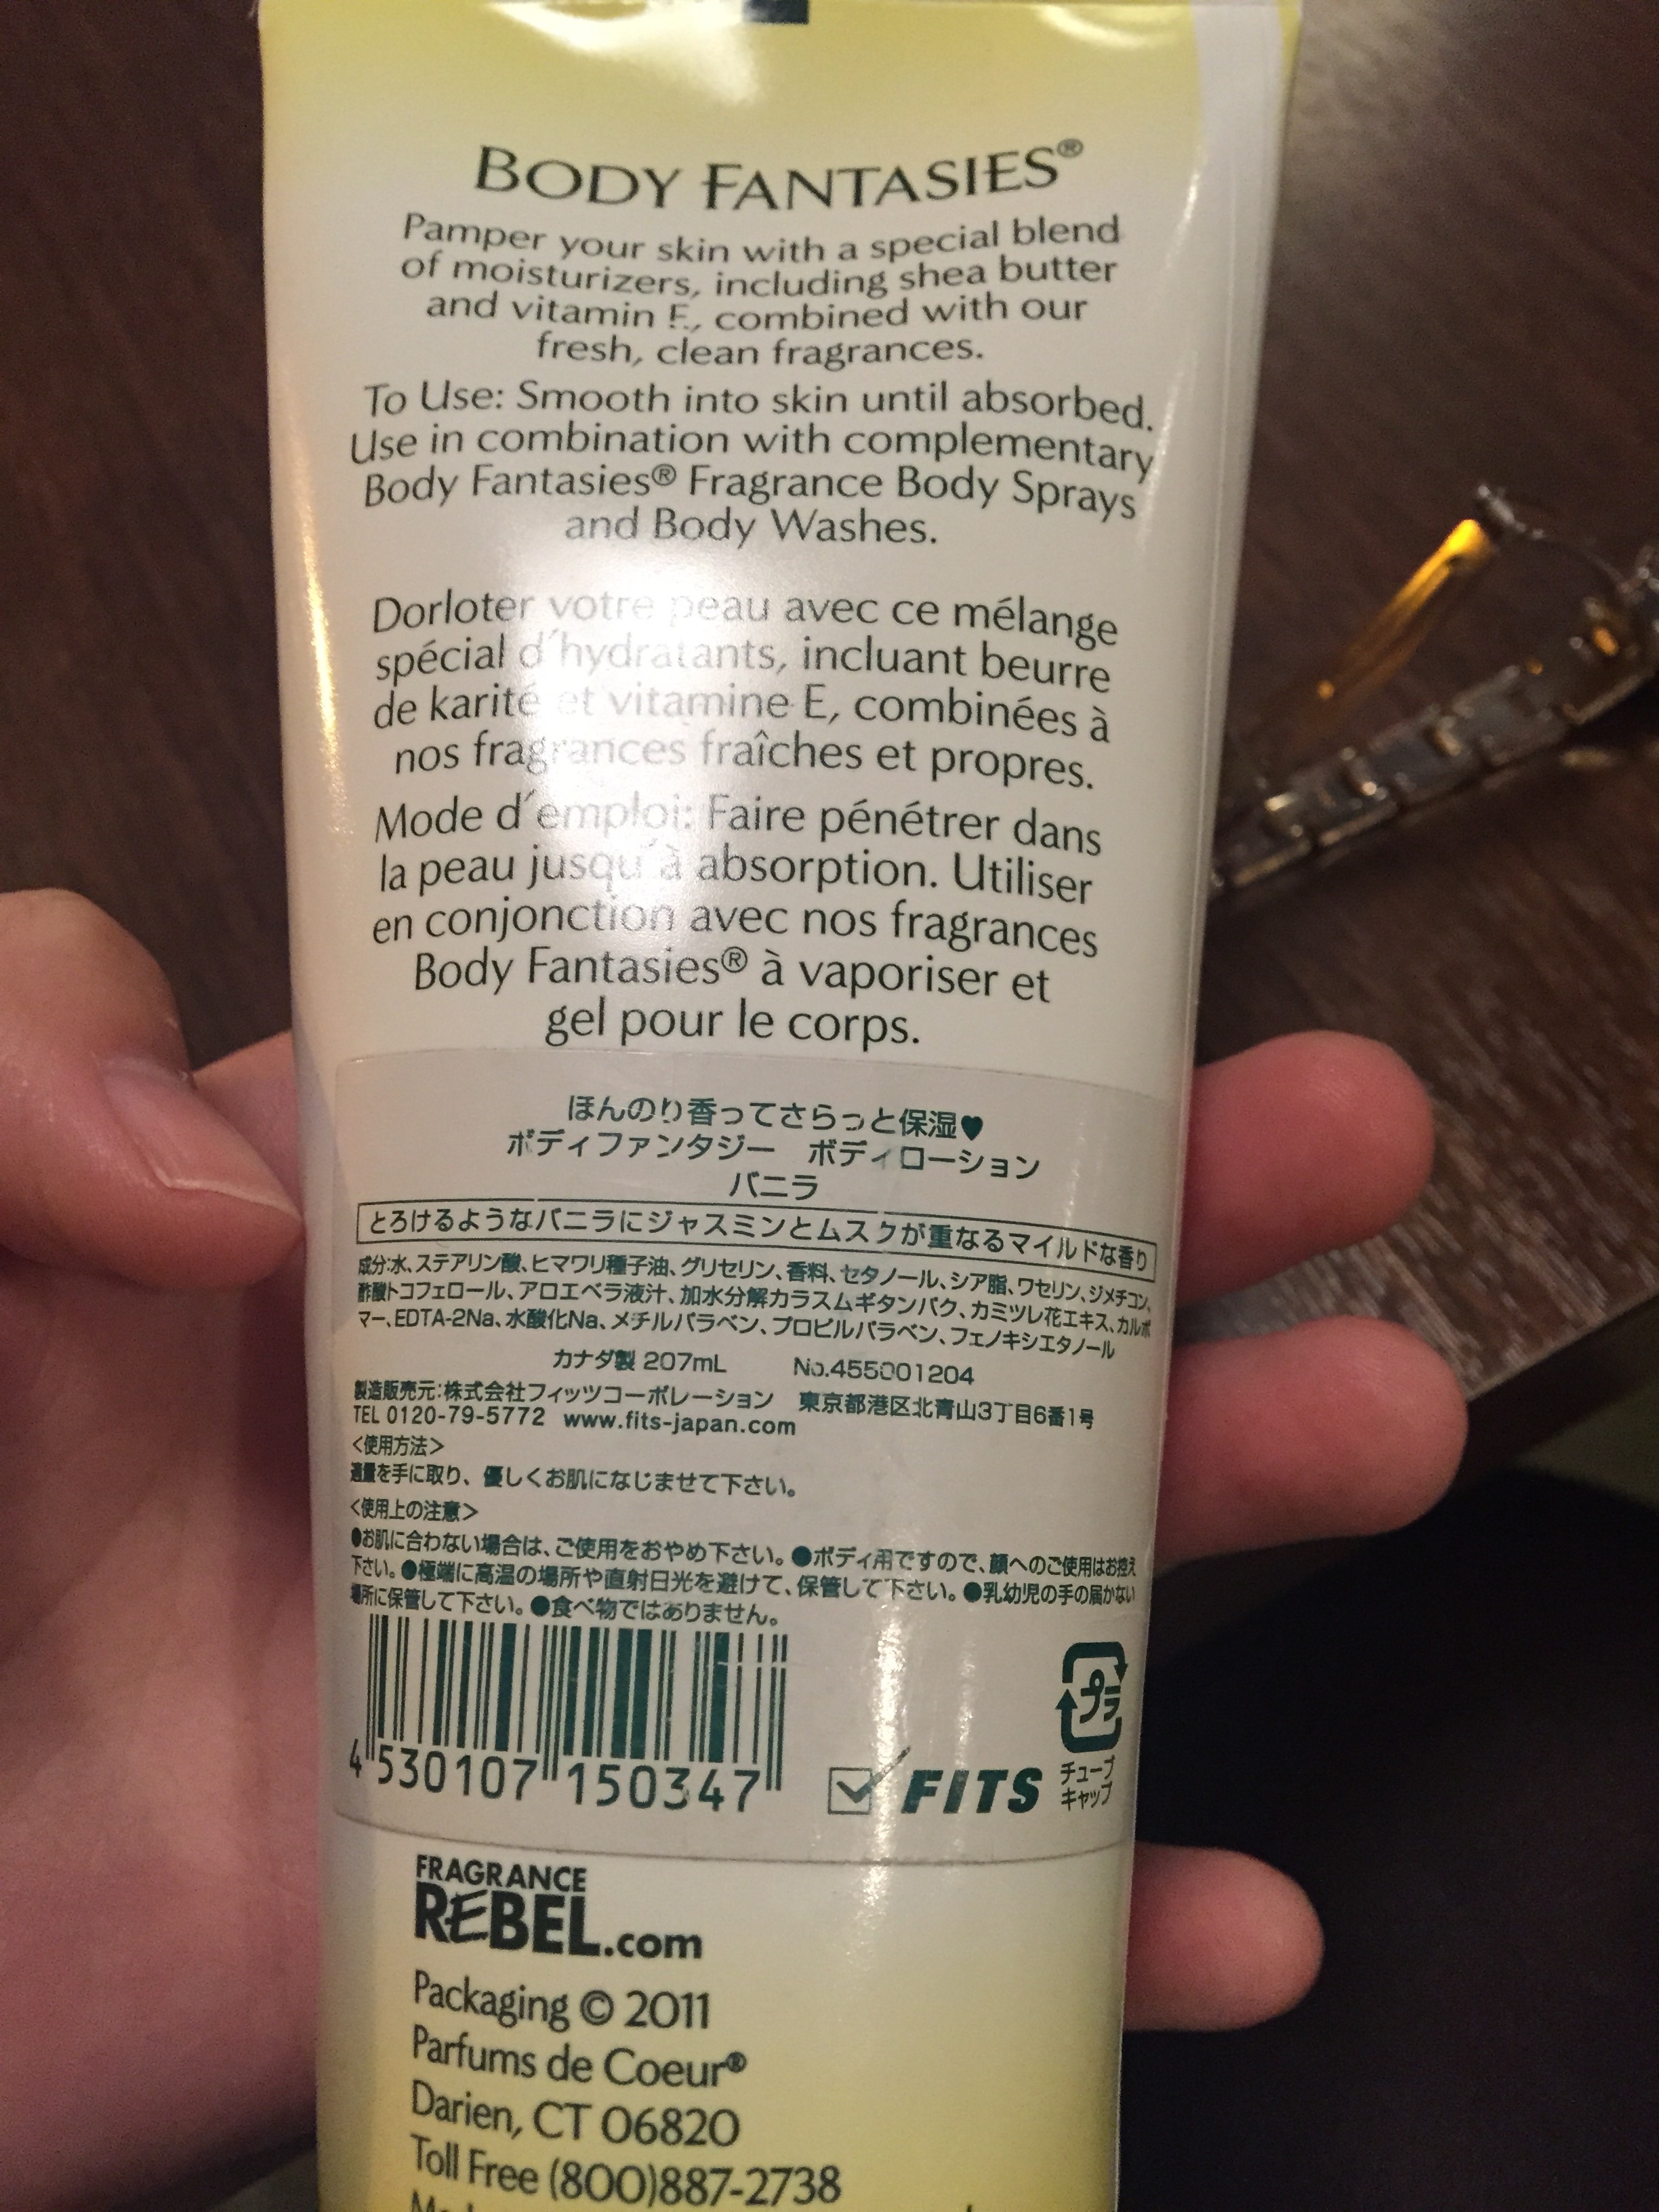 BODY FANTASIES®
Pamper your skin with a special blend
of moisturizers, including shea butter
and vitamin E, combined with our
fresh, clean fragrances.
To Use: Smooth into skin until absorbed.
Use in combination with complementary
Body Fantasies® Fragrance Body Sprays
and Body Washes.
Dorloter votre peau avec ce mélange
spécial d'hydratants, incluant beurre
de karité et vitamine E, combinées à
nos fragrances fraîches et propres.
Mode d'emploi: Faire pénétrer dans
la peau jusqu'à absorption. Utiliser
en conjonction avec nos fragrances
Body Fantasies® à vaporiser et
gel pour le corps.
ほんのり香ってさらっと保湿♥
ボディファンタジー ボディローション
バニラ
とろけるようなバニラにジャスミンとムスクが重なるマイルドな香り
成分:水、ステアリン酸、ヒマワリ種子油、グリセリン、香料、セタノール、シア脂、ワセリン、ジメチコン、
酢酸トコフェロール、アロエベラ液汁、加水分解カラスムギタンパク、カミツレ花エキス、カルボ
マー、EDTA-2Na、水酸化Na、メチルパラベン、プロピルパラベン、フェノキシエタノール
カナダ製 207mL No.455001204
製造販売元:株式会社フィッツコーポレーション 東京都港区北青山3丁目6番1号
TEL 0120-79-5772 www.fits-japan.com
<使用方法>
適量を手に取り、優しくお肌になじませて下さい。
<使用上の注意>
●お肌に合わない場合は、ご使用をおやめ下さい。●ボディ用ですので、顔へのご使用はお控え
下さい。●極端に高温の場所や直射日光を避けて、保管して下さい。●乳幼児の手の届かない
場所に保管して下さい。●食べ物ではありません。
4 530107 150347
FITS
プラ
チューブ
キャップ
FRAGRANCE
REBEL.com
Packaging © 2011
Parfums de Coeur®
Darien, CT 06820
Toll Free (800)887-2738